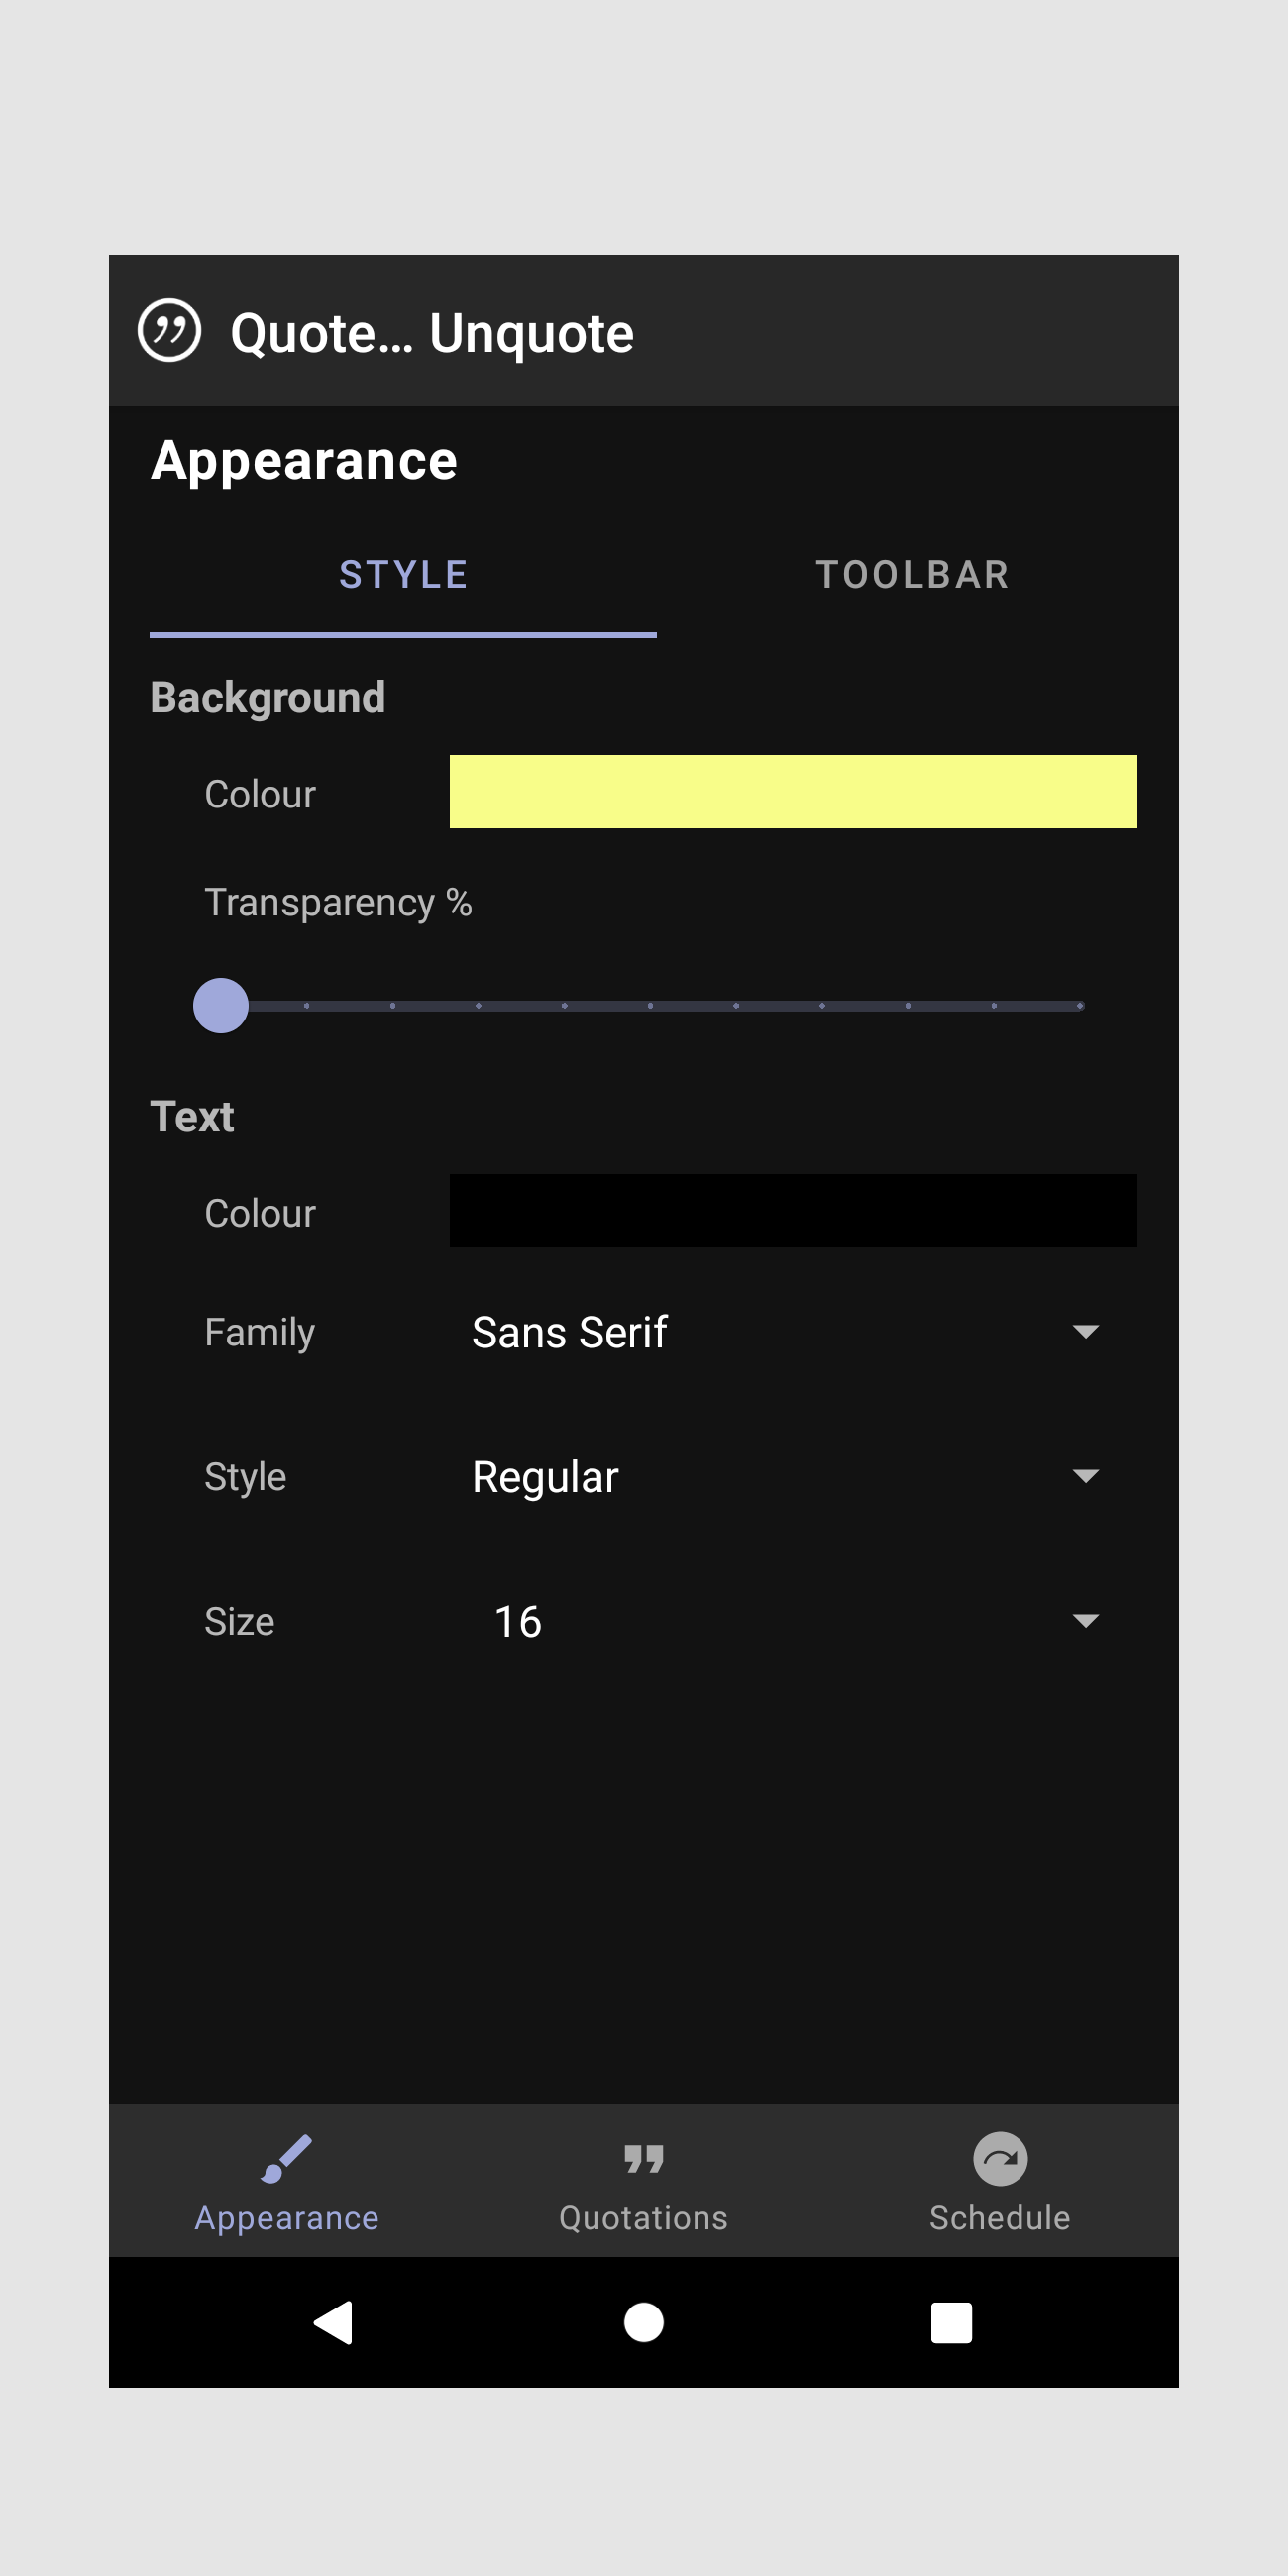 Quote… Unquote
Appearance
STYLE TOOLBAR
Background
Colour
Transparency %
Text
Colour
Family Sans Serif
Style Regular
Size 16
Appearance Quotations Schedule